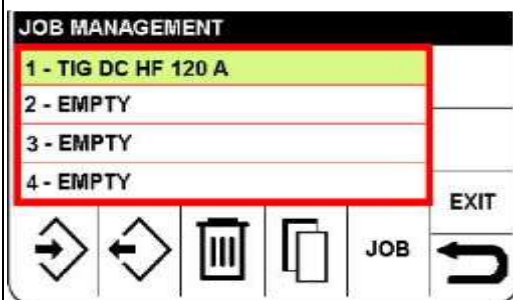 JOB MANAGEMENT
1 - TIG DC HF 120 A
2 - EMPTY
3 - EMPTY
4 - EMPTY
EXIT
JOB